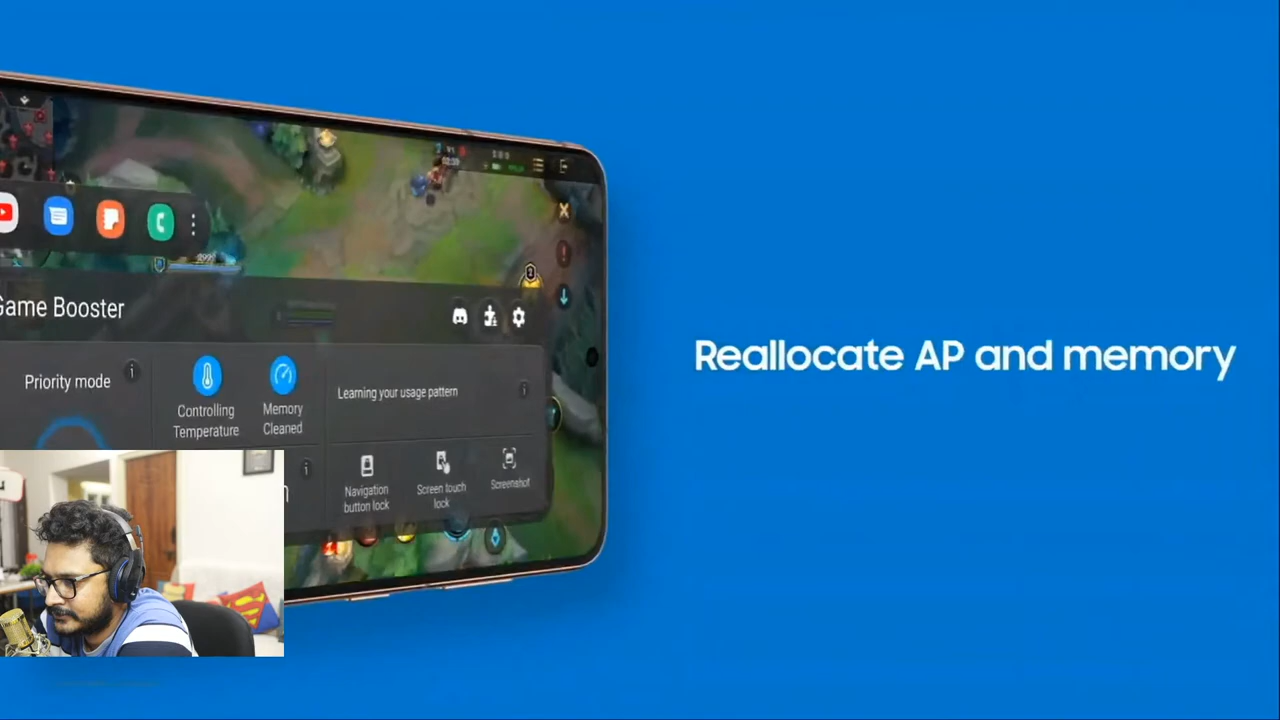 Game Booster
Reallocate AP and memory
Priority mode
Controlling
Temperature
Memory
Cleaned
Learning your usage pattern
Navigation
button lock
Screen touch
lock
Screenshot